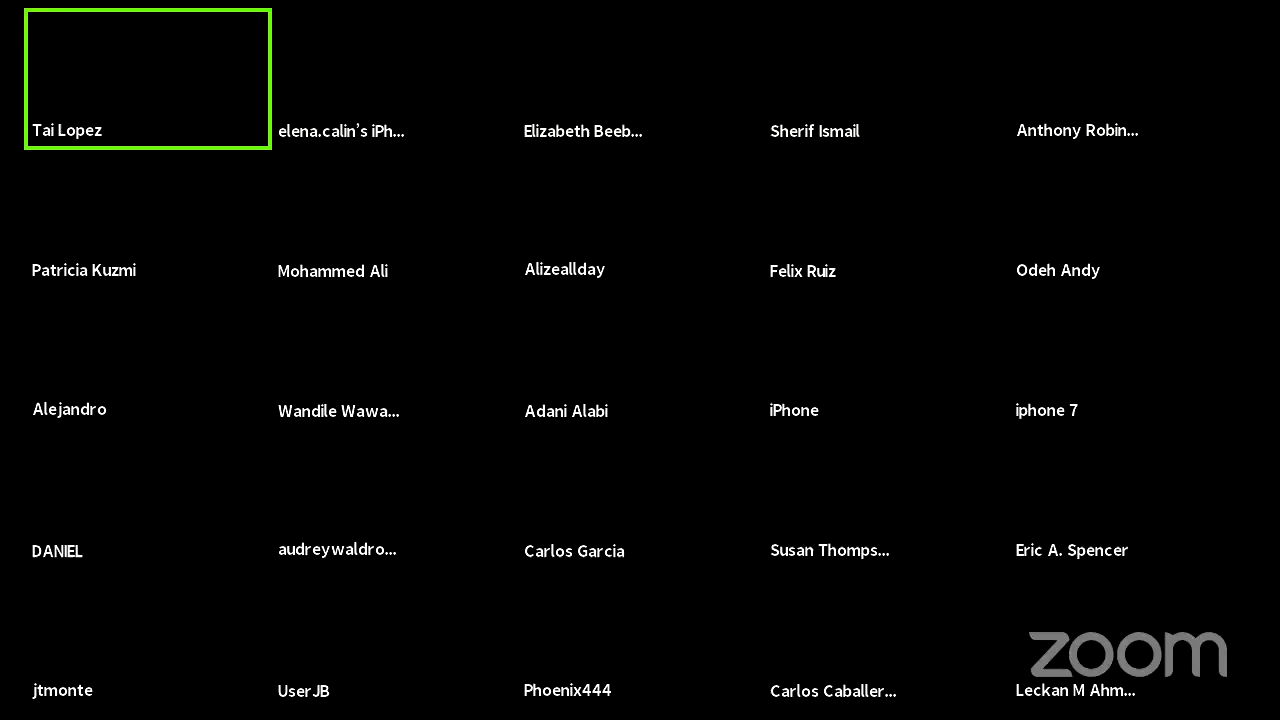 Tai Lopez
elena.calin's iPh...
Elizabeth Beeb...
Sherif Ismail
Anthony Robin...
Patricia Kuzmi
Mohammed Ali
Alizeallday
Felix Ruiz
Odeh Andy
Alejandro
Wandile Wawa...
Adani Alabi
iPhone
iphone 7
DANIEL
audreywaldro...
Carlos Garcia
Susan Thomps...
Eric A. Spencer
zoom
jtmonte
UserJB
Phoenix444
Carlos Caballer...
Leckan M Ahm...